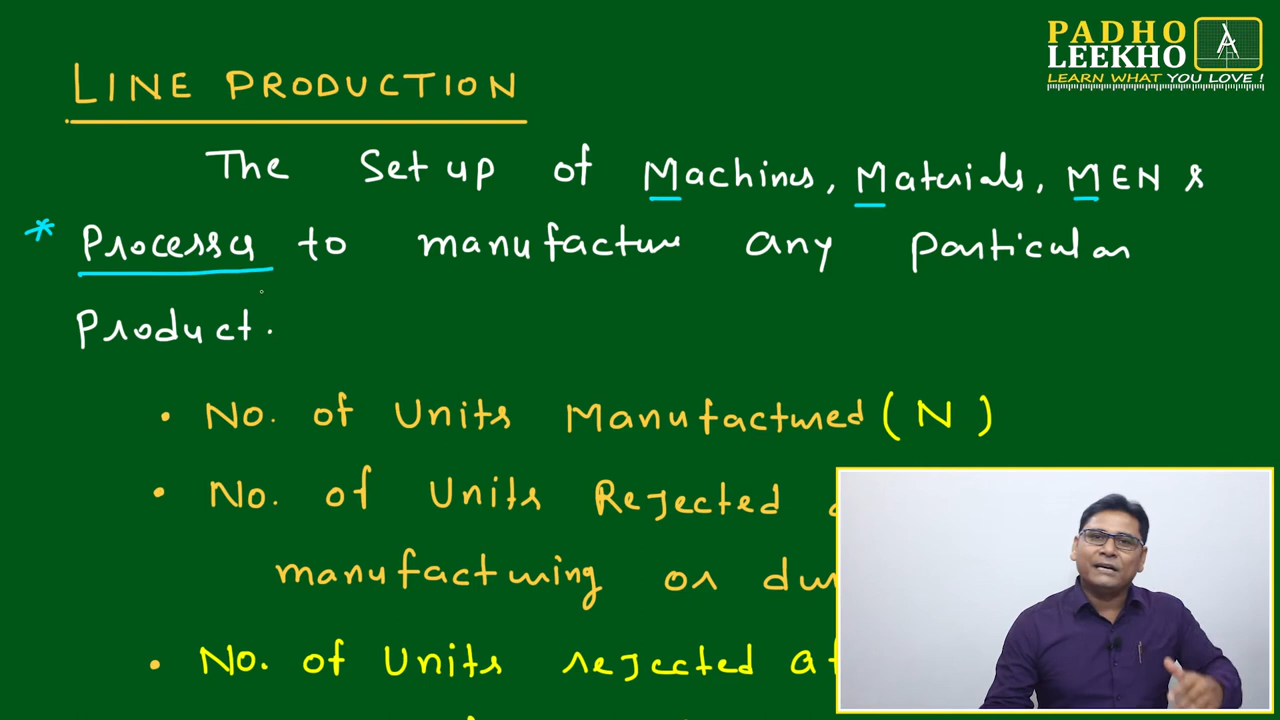 PADHO
LEEKHO
LEARN WHAT YOU LOVE !
LINE PRODUCTION
The Set up of Machines, Materials, MEN &
* Processes to manufacture any particular
Product.
• No. of Units Manufactured (N)
• No. of Units Rejected
manufacturing or
• No. of Units rejected